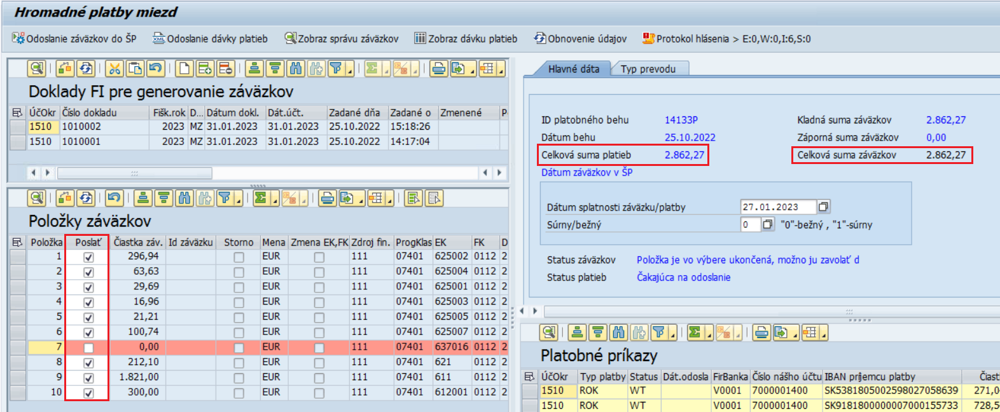 Hromadné platby miezd
Odoslanie záväzkov do ŠP Odoslanie dávky platieb Zobraz správu záväzkov Zobraz dávku platieb Obnovenie údajov Protokol hlásenia > E:0,W:0,I:6,S:0
Doklady FI pre generovanie záväzkov
ÚčOkr Číslo dokladu Fišk.rok D... Dátum dokl. Dát.účt. Zadané dňa Zadané o Zmenené
1510 1010002 2023 MZ 31.01.2023 31.01.2023 25.10.2022 15:18:26
1510 1010001 2023 MZ 31.01.2023 31.01.2023 25.10.2022 14:17:04
Položky záväzkov
Položka Poslať Čiastka záv. Id záväzku Storno Mena Zmena EK,FK Zdroj fin. ProgKlas EK FK D
1 296,94 EUR 111 07401 625002 0112 2
2 63,63 EUR 111 07401 625004 0112 2
3 29,69 EUR 111 07401 625001 0112 2
4 16,96 EUR 111 07401 625003 0112 2
5 21,21 EUR 111 07401 625005 0112 2
6 100,74 EUR 111 07401 625007 0112 2
7 0,00 EUR 111 07401 637016 0112 2
8 212,10 EUR 111 07401 621 0112 2
9 1.821,00 EUR 111 07401 611 0112 2
10 300,00 EUR 111 07401 612001 0112 2
Hlavné dáta Typ prevodu
ID platobného behu 14133P Kladná suma záväzkov 2.862,27
Dátum behu 25.10.2022 Záporná suma záväzkov 0,00
Celková suma platieb 2.862,27 Celková suma záväzkov 2.862,27
Dátum záväzkov v ŠP
Dátum splatnosti záväzku/platby 27.01.2023
Súrny/bežný 0 "0"-bežný , "1"-súrny
Status záväzkov Položka je vo výbere ukončená, možno ju zavolať d
Status platieb Čakajúca na odoslanie
Platobné príkazy
ÚčOkr Typ platby Status Dát.odosla FirBanka Číslo nášho účtu IBAN príjemcu platby Čiast
1510 ROK WT V0001 7000001400 SK5381805002598027058639 271,0
1510 ROK WT V0001 7000001400 SK9181800000007000155733 728,5